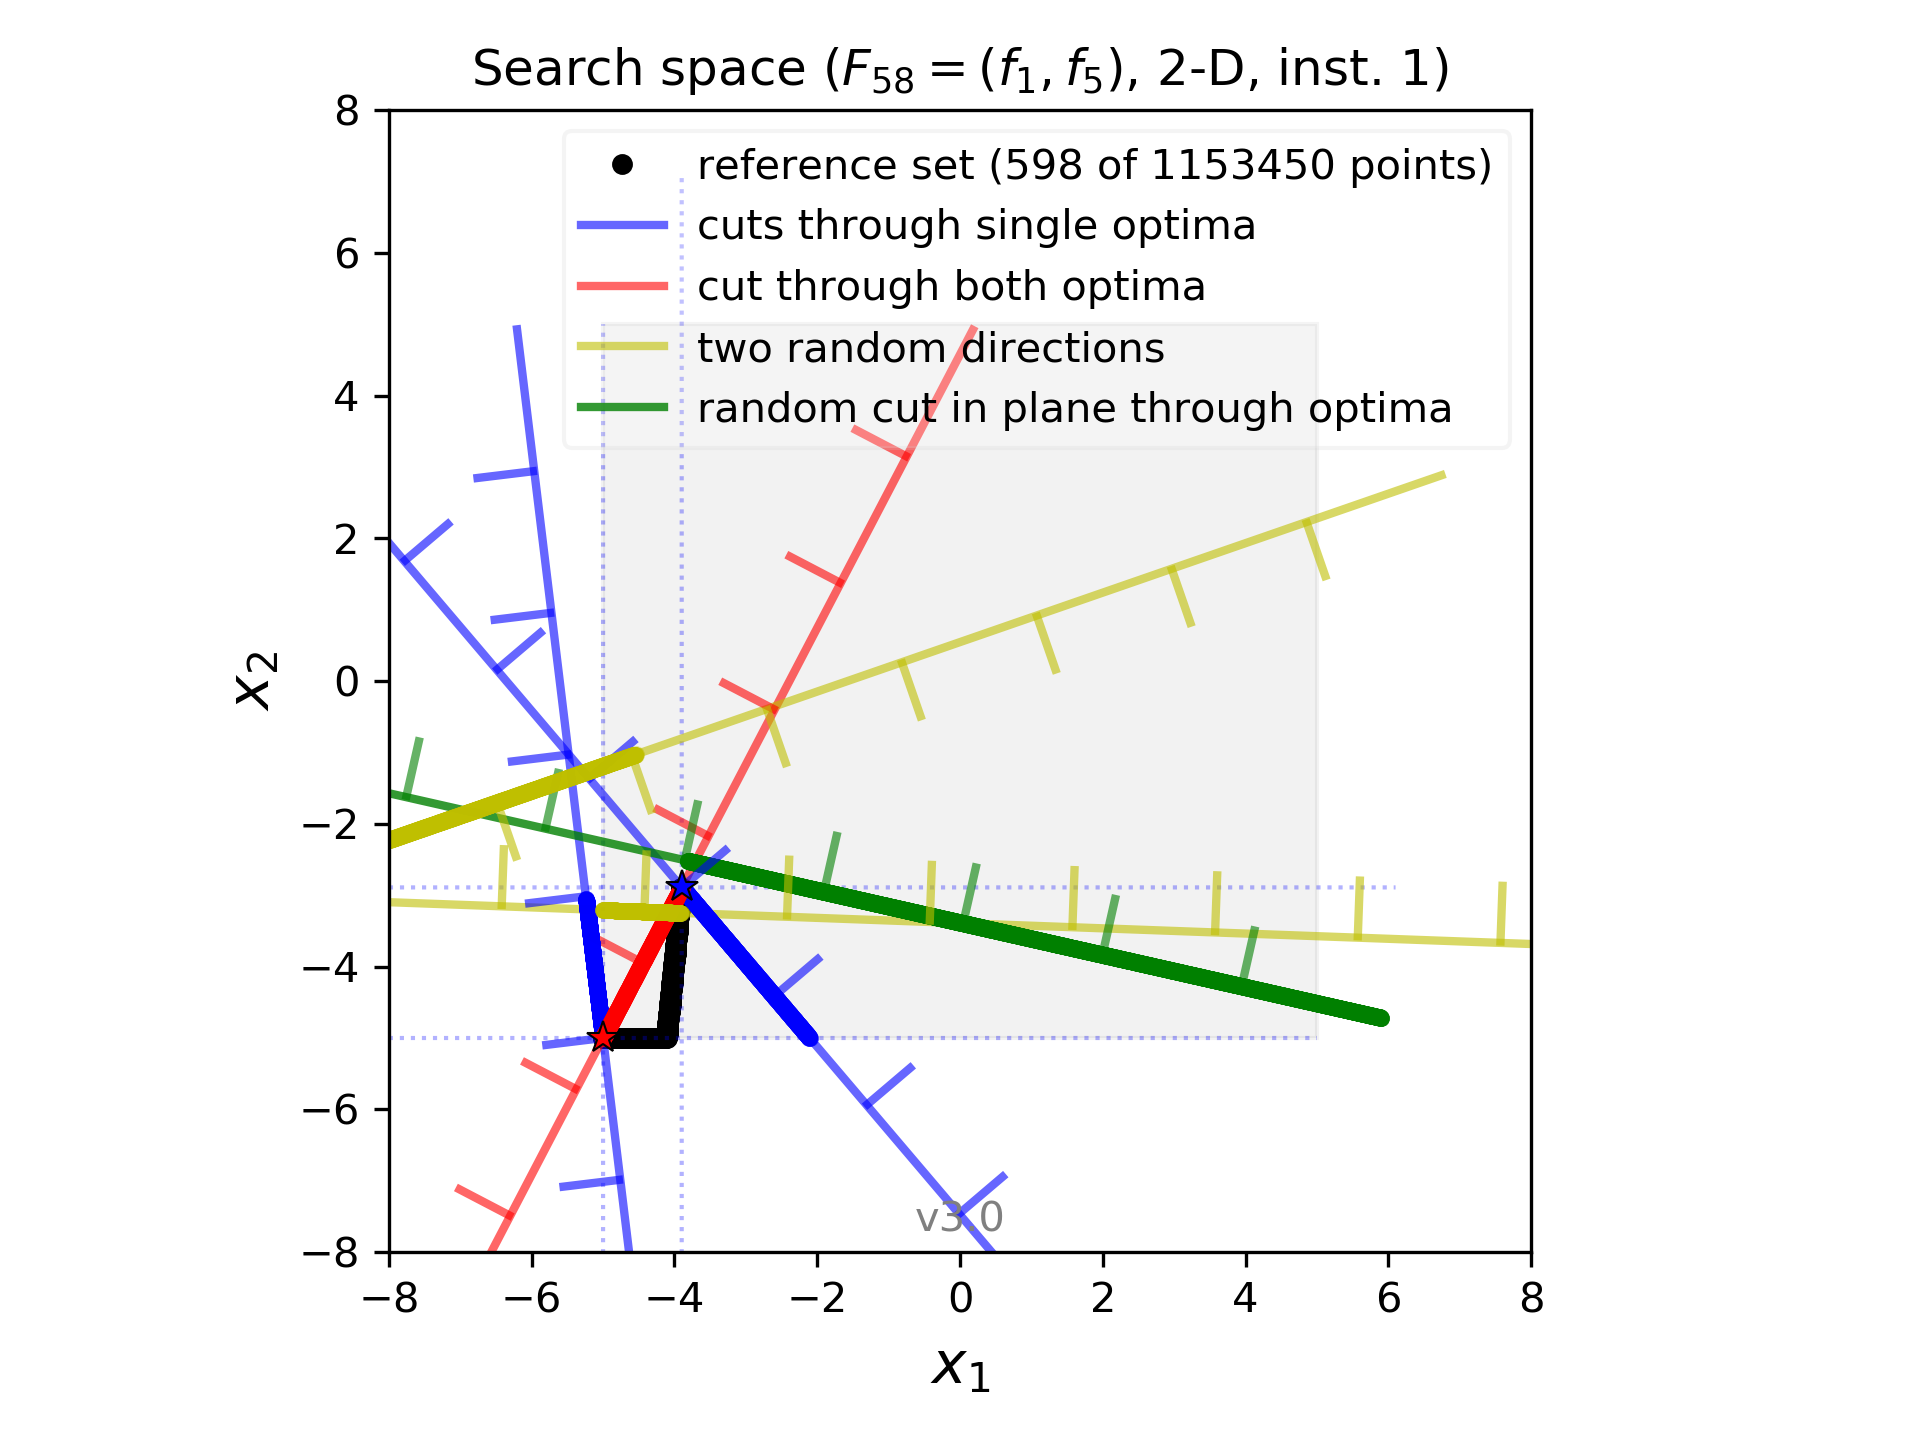 Search space (F₅₈ = (f₁, f₅), 2-D, inst. 1)
reference set (598 of 1153450 points)
cuts through single optima
cut through both optima
two random directions
random cut in plane through optima
8
6
4
2
0
−2
−4
−6
−8
x₂
v3.0
−8 −6 −4 −2 0 2 4 6 8
x₁